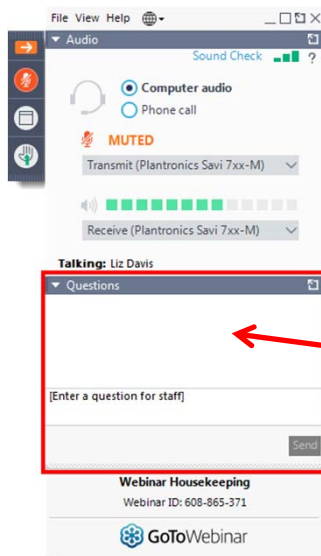 File View Help
Audio
Sound Check ?
Computer audio
Phone call
MUTED
Transmit (Plantronics Savi 7xx-M)
Receive (Plantronics Savi 7xx-M)
Talking: Liz Davis
Questions
[Enter a question for staff]
Send
Webinar Housekeeping
Webinar ID: 608-865-371
GoToWebinar